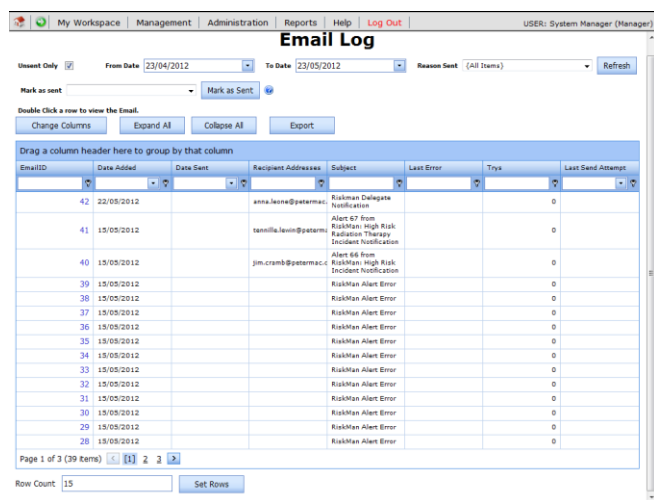 My Workspace | Management | Administration | Reports | Help | Log Out | USER: System Manager (Manager)
Email Log
Unsent Only From Date 23/04/2012 To Date 23/05/2012 Reason Sent {All Items} Refresh
Mark as sent Mark as Sent
Double Click a row to view the Email.
Change Columns Expand All Collapse All Export
Drag a column header here to group by that column
EmailID Date Added Date Sent Recipient Addresses Subject Last Error Trys Last Send Attempt
42 22/05/2012 anna.leone@petermac. Riskman Delegate
Notification 0
Alert 67 from
41 15/05/2012 tennille.lewin@peterm RiskMan: High Risk 0
Radiation Therapy
Incident Notification
Alert 66 from
40 15/05/2012 jim.cramb@petermac.c RiskMan: High Risk 0
Incident Notification
39 15/05/2012 RiskMan Alert Error 0
38 15/05/2012 RiskMan Alert Error 0
37 15/05/2012 RiskMan Alert Error 0
36 15/05/2012 RiskMan Alert Error 0
35 15/05/2012 RiskMan Alert Error 0
34 15/05/2012 RiskMan Alert Error 0
33 15/05/2012 RiskMan Alert Error 0
32 15/05/2012 RiskMan Alert Error 0
31 15/05/2012 RiskMan Alert Error 0
30 15/05/2012 RiskMan Alert Error 0
29 15/05/2012 RiskMan Alert Error 0
28 15/05/2012 RiskMan Alert Error 0
Page 1 of 3 (39 items) < [1] 2 3 >
Row Count 15 Set Rows